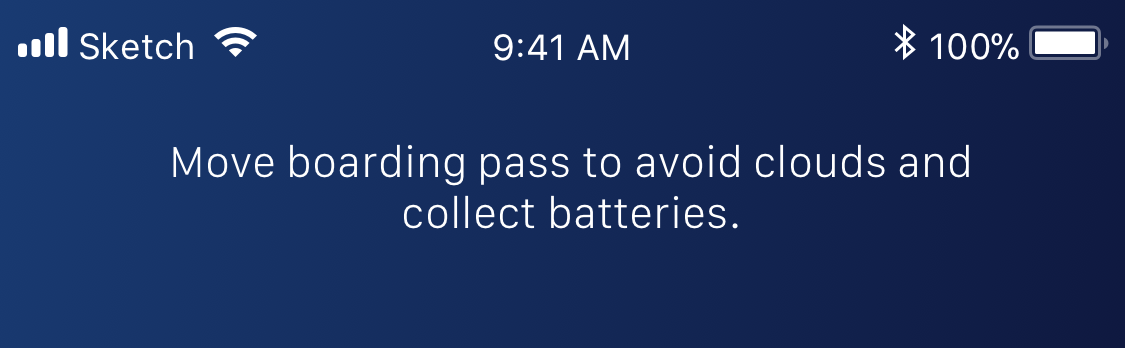 Sketch 9:41 AM 100%
Move boarding pass to avoid clouds and
collect batteries.